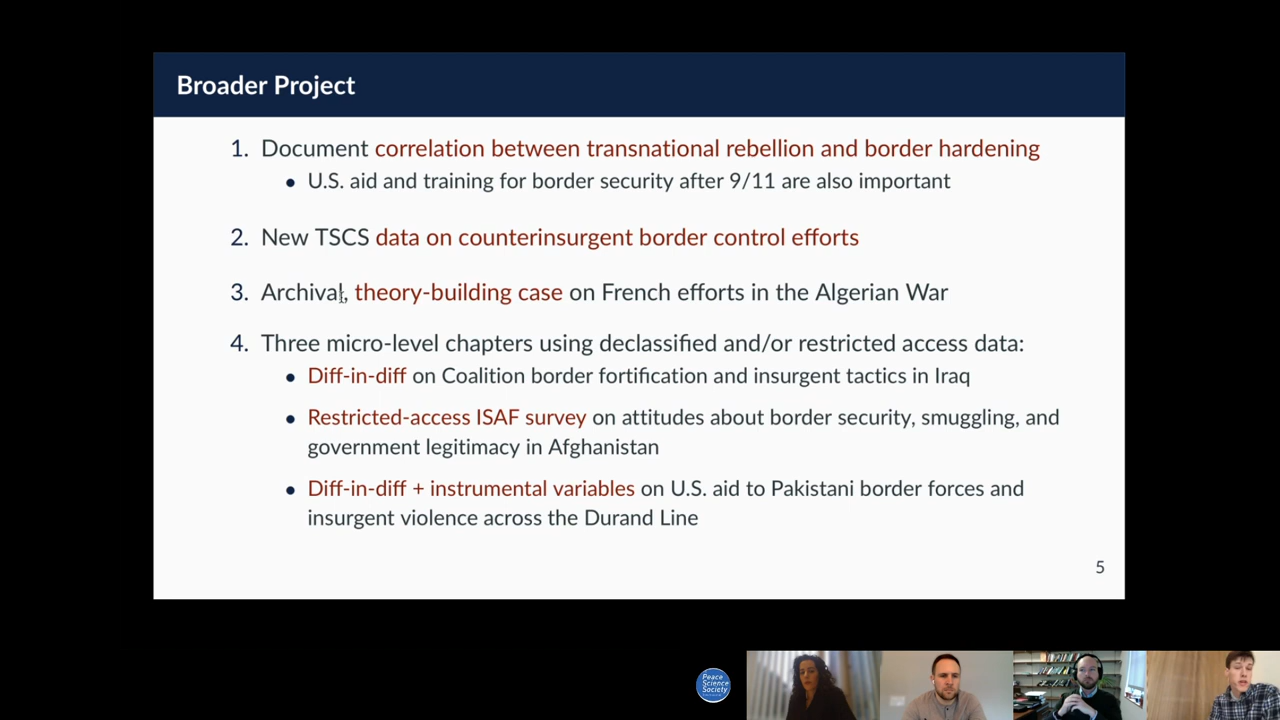 Broader Project
1. Document correlation between transnational rebellion and border hardening
• U.S. aid and training for border security after 9/11 are also important
2. New TSCS data on counterinsurgent border control efforts
3. Archival, theory-building case on French efforts in the Algerian War
4. Three micro-level chapters using declassified and/or restricted access data:
• Diff-in-diff on Coalition border fortification and insurgent tactics in Iraq
• Restricted-access ISAF survey on attitudes about border security, smuggling, and
government legitimacy in Afghanistan
• Diff-in-diff + instrumental variables on U.S. aid to Pakistani border forces and
insurgent violence across the Durand Line
5
Peace
Science
Society